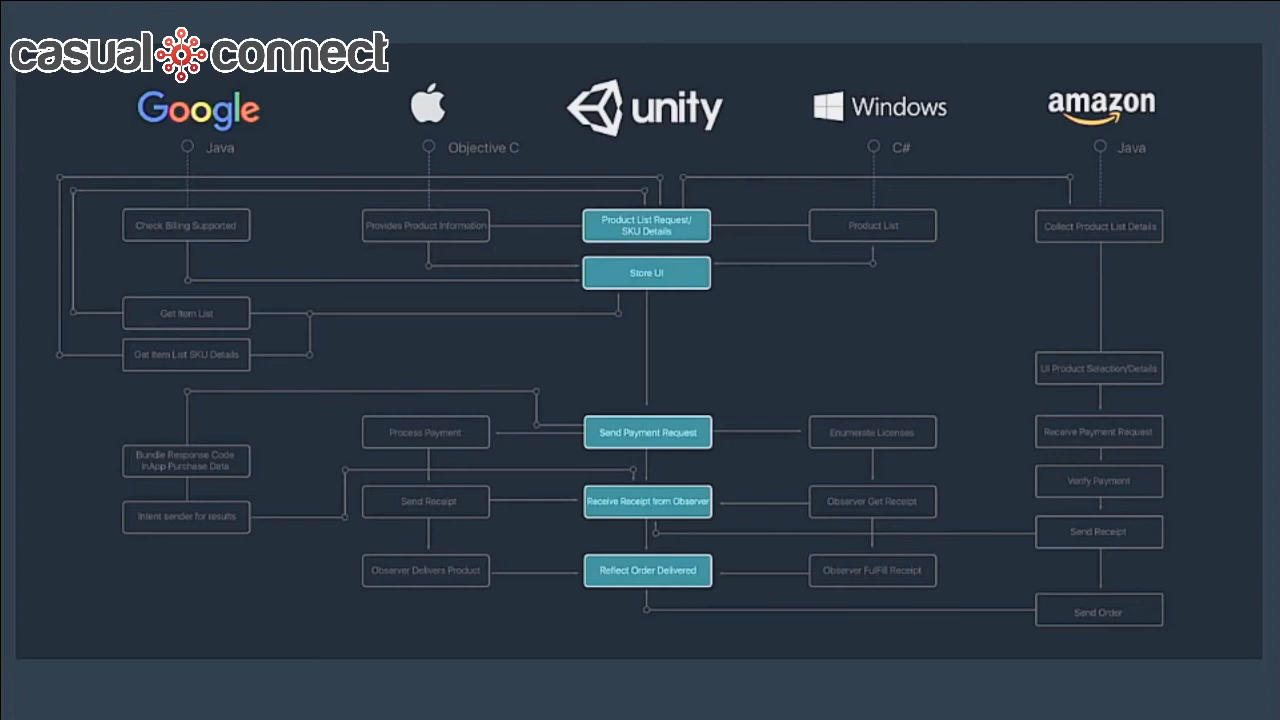 casual connect
Google
unity
Windows
amazon
Java
Objective C
C#
Java
Check Billing Supported
Provides Product Information
Product List Request/
SKU Details
Product List
Collect Product List Details
Store UI
Get Item List
Get Item List SKU Details
UI Product Selection/Details
Process Payment
Send Payment Request
Enumerate Licenses
Receive Payment Request
Bundle Response Code
InApp Purchase Data
Verify Payment
Send Receipt
Receive Receipt from Observer
Observer Get Receipt
Intent sender for results
Send Receipt
Observer Delivers Product
Reflect Order Delivered
Observer FulFill Receipt
Send Order